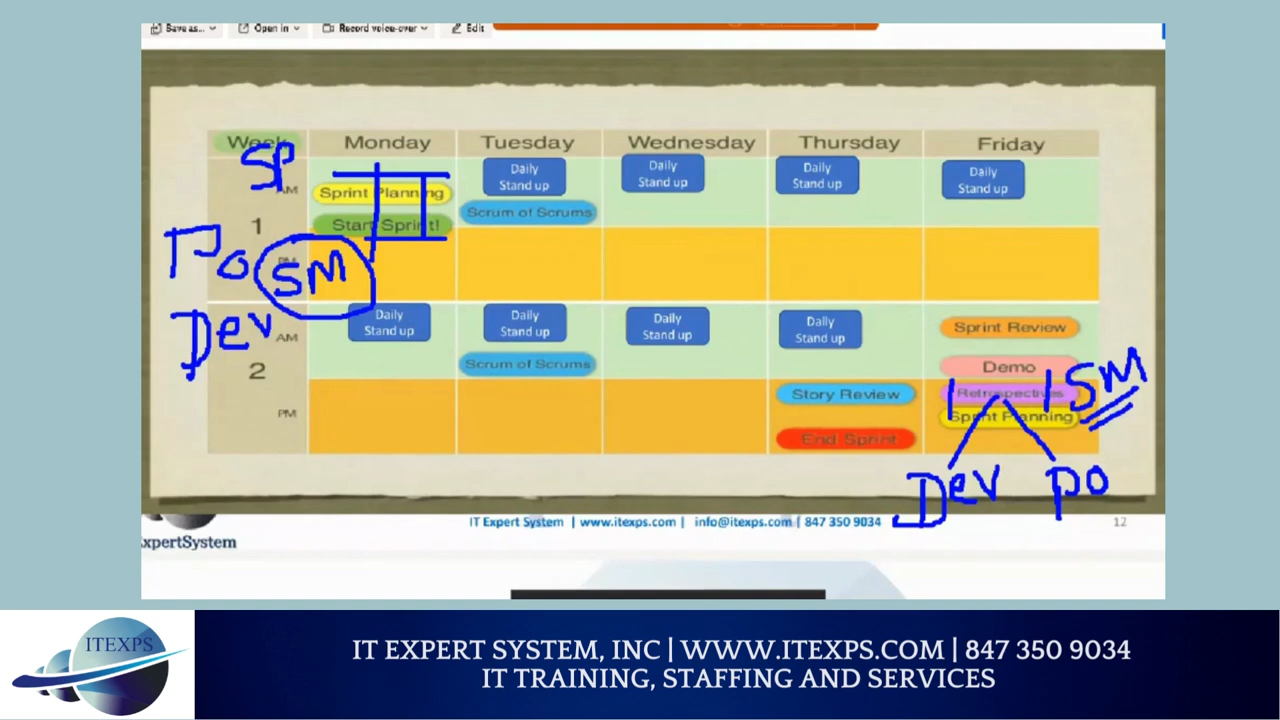 Save as...
Open in
Record voice-over
Edit
Week Monday Tuesday Wednesday Thursday Friday
SP
AM
Sprint Planning
Start Sprint!
Daily
Stand up
Scrum of Scrums
Daily
Stand up
Daily
Stand up
Daily
Stand up
1
PM
Po
SM
Dev
AM
2
PM
Daily
Stand up
Daily
Stand up
Scrum of Scrums
Daily
Stand up
Daily
Stand up
Story Review
End Sprint
Sprint Review
Demo
Retrospectives
Sprint Planning
SM
Dev
po
IT Expert System | www.itexps.com | info@itexps.com | 847 350 9034
12
xpertSystem
ITEXPS
IT EXPERT SYSTEM, INC | WWW.ITEXPS.COM | 847 350 9034
IT TRAINING, STAFFING AND SERVICES